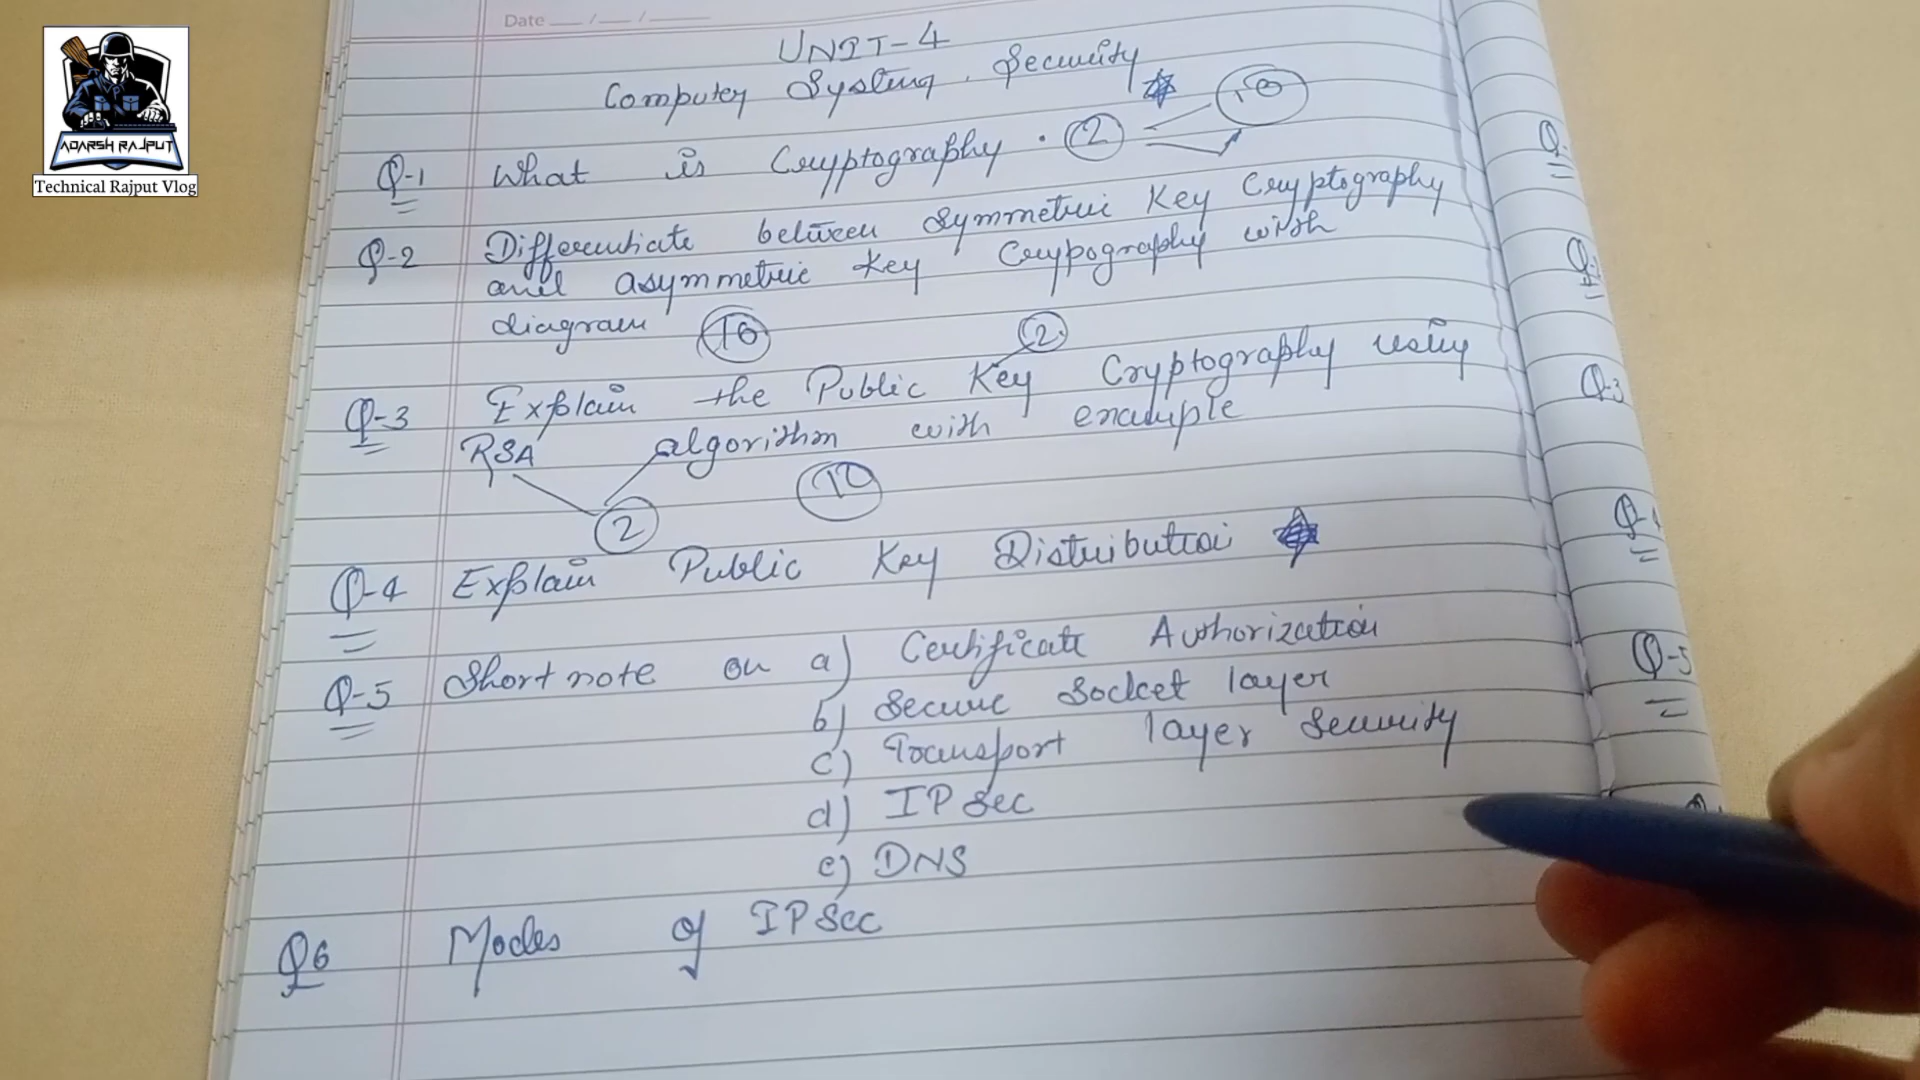 Date
UNIT-4
Computer System Security
Q-1 What is Cryptography. 2 10
Q-2 Differentiate between Symmetric Key Cryptography
and asymmetric Key Crypography with
diagram 10
2
Q-3 Explain the Public Key Cryptography using
RSA algorithm with example
10
2
Q-4 Explain Public Key Distribution
Q-5 Short note on a) Certificate Authorization
b) Secure Socket layer
c) Transport layer Security
d) IP Sec
e) DNS
Q6 Modes of IP Sec
Q-3
Q-5
ADARSH RAJPUT
Technical Rajput Vlog